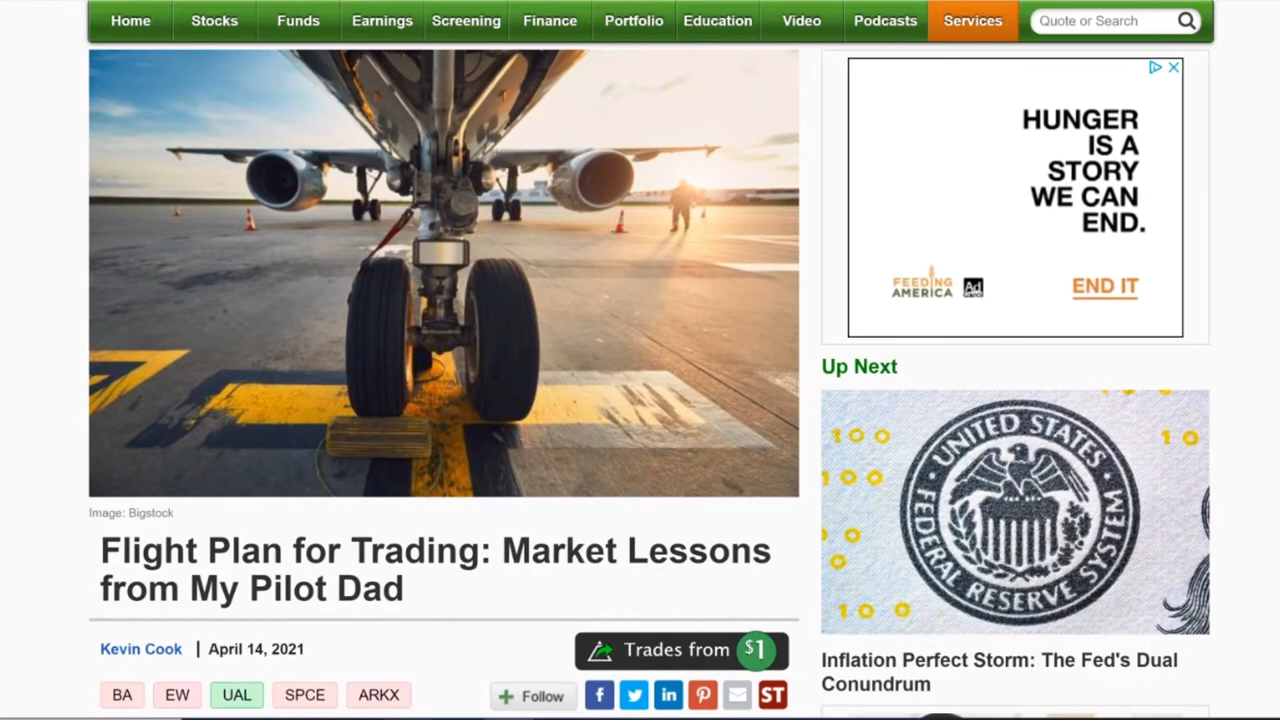 Home Stocks Funds Earnings Screening Finance Portfolio Education Video Podcasts Services Quote or Search
HUNGER
IS A
STORY
WE CAN
END.
FEEDING
AMERICA
Ad
END IT
Image: Bigstock
Flight Plan for Trading: Market Lessons
from My Pilot Dad
Kevin Cook | April 14, 2021
Trades from $1
BA EW UAL SPCE ARKX
+ Follow f in ST
Up Next
100
100
10
100
UNITED STATES
FEDERAL RESERVE SYSTEM
Inflation Perfect Storm: The Fed's Dual
Conundrum